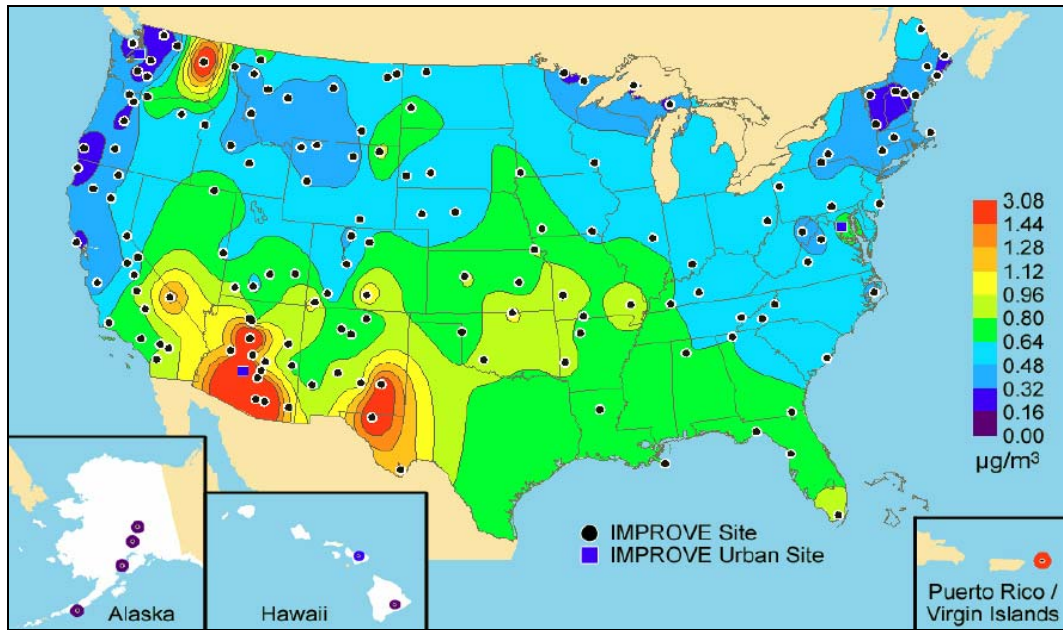 3.08
1.44
1.28
1.12
0.96
0.80
0.64
0.48
0.32
0.16
0.00
µg/m³
IMPROVE Site
IMPROVE Urban Site
Alaska
Hawaii
Puerto Rico /
Virgin Islands